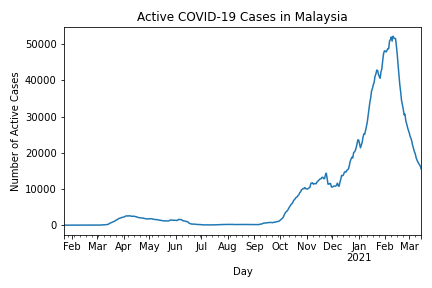 Active COVID-19 Cases in Malaysia
Number of Active Cases
50000
40000
30000
20000
10000
0
Feb Mar Apr May Jun Jul Aug Sep Oct Nov Dec Jan Feb Mar
2021
Day